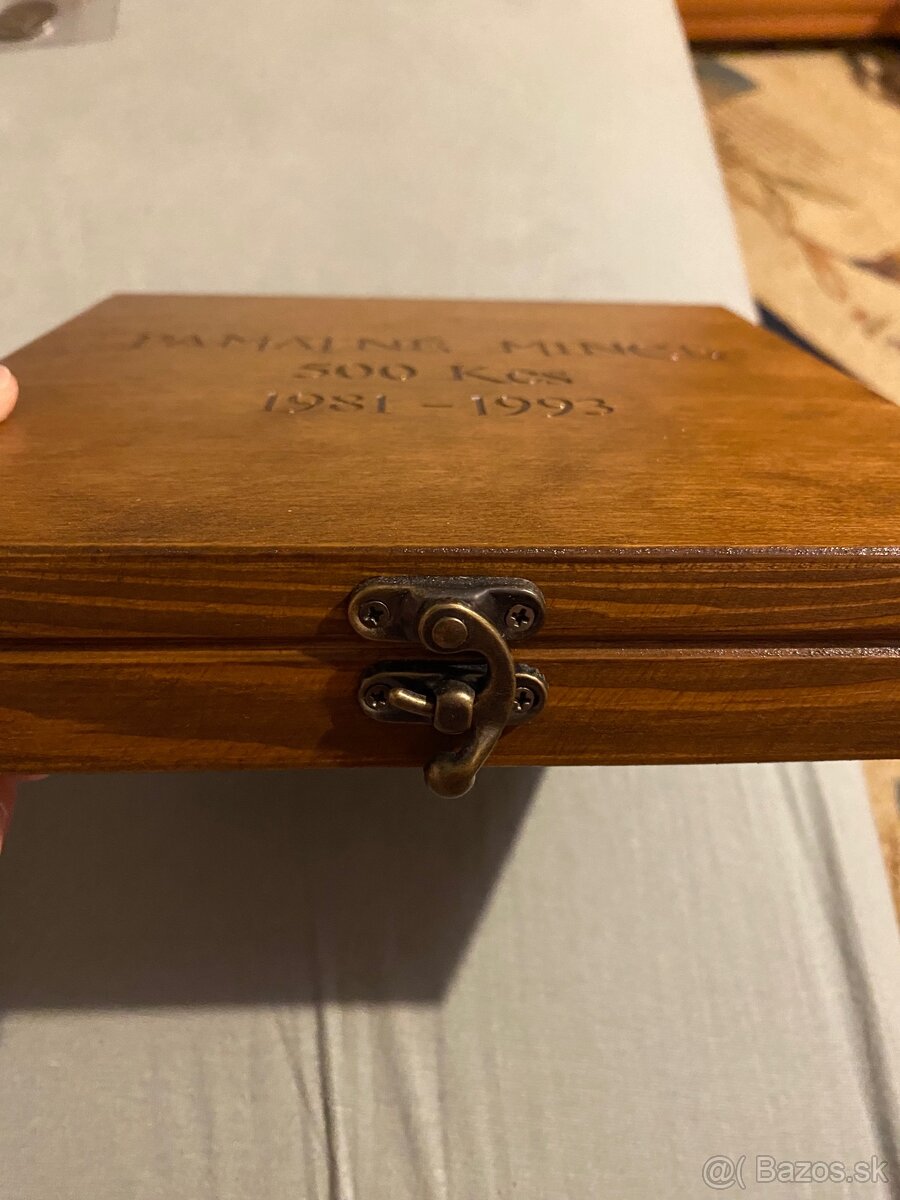 PAMÄTNÉ MINCE
500 Kčs
1981 - 1993
@( Bazos.sk